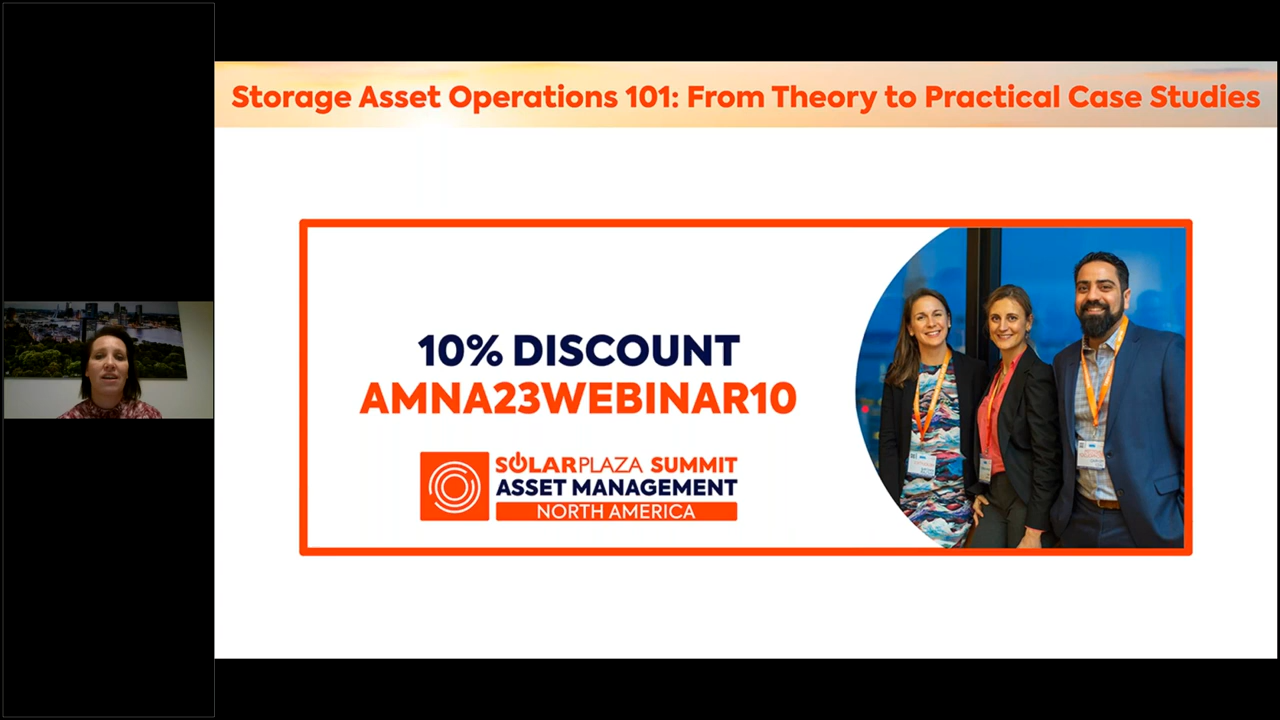 Storage Asset Operations 101: From Theory to Practical Case Studies
10% DISCOUNT
AMNA23WEBINAR10
SOLARPLAZA SUMMIT
ASSET MANAGEMENT
NORTH AMERICA